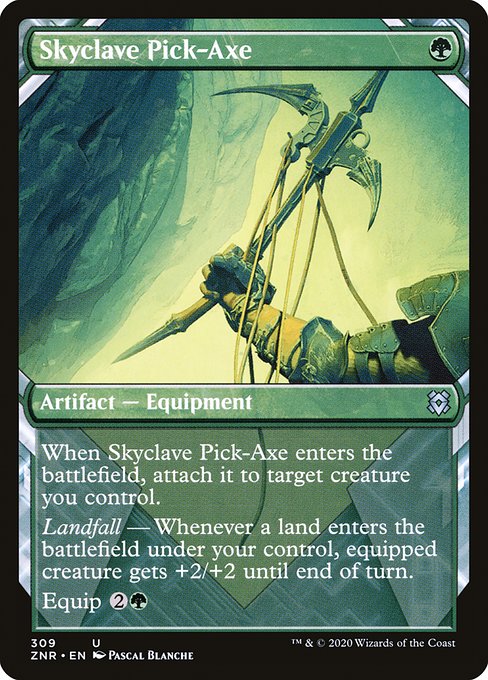 Skyclave Pick-Axe
Artifact — Equipment
When Skyclave Pick-Axe enters the
battlefield, attach it to target creature
you control.
Landfall — Whenever a land enters the
battlefield under your control, equipped
creature gets +2/+2 until end of turn.
Equip 2
309 U
ZNR • EN Pascal Blanche
™ & © 2020 Wizards of the Coast